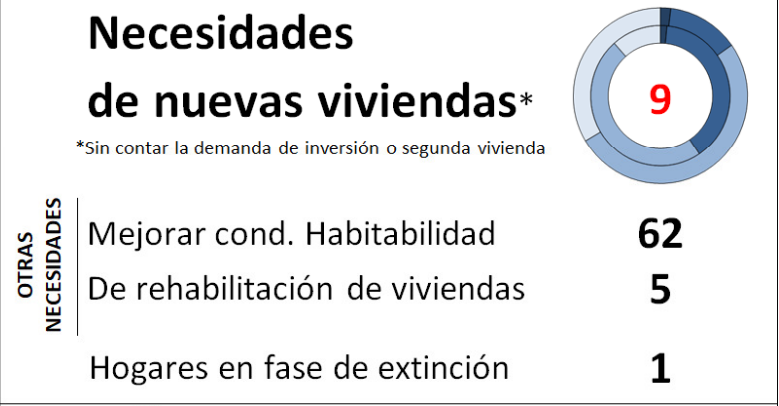 Necesidades
de nuevas viviendas*
9
*Sin contar la demanda de inversión o segunda vivienda
OTRAS
NECESIDADES
Mejorar cond. Habitabilidad 62
De rehabilitación de viviendas 5
Hogares en fase de extinción 1